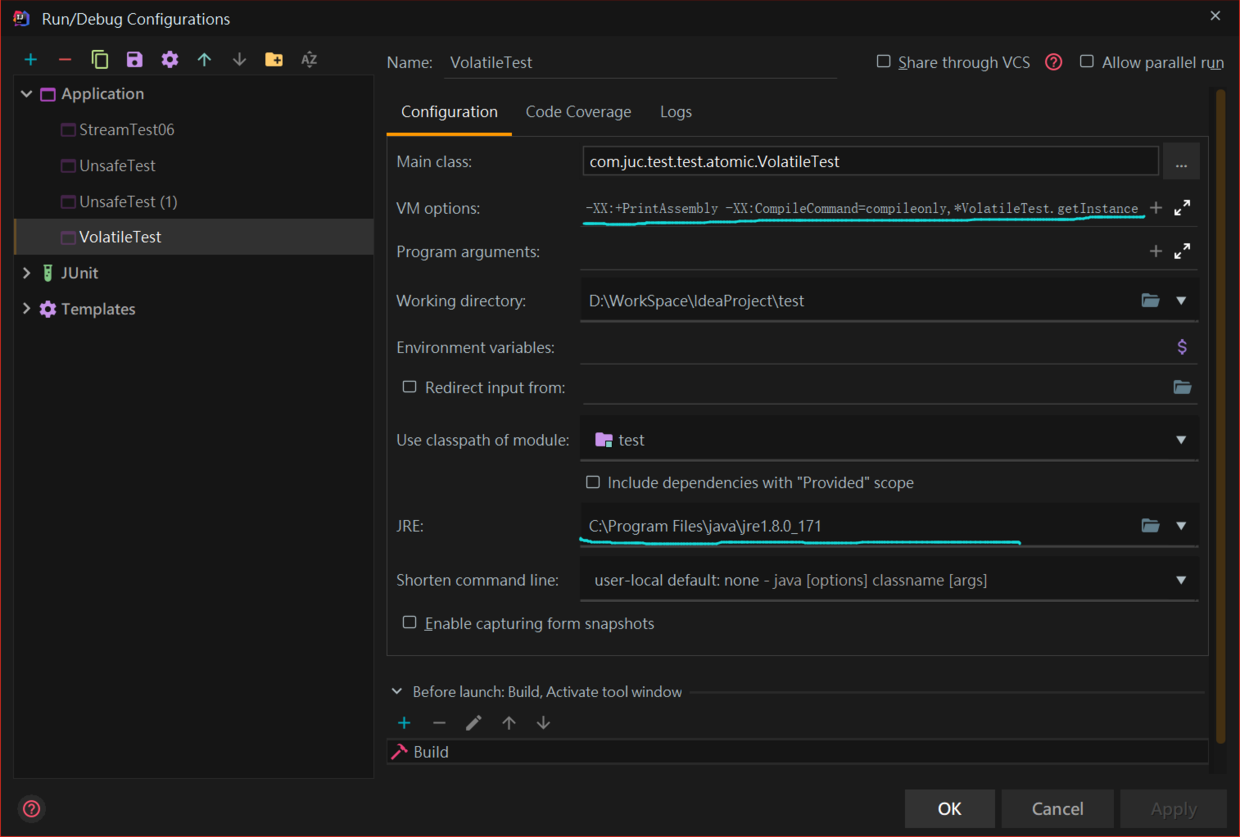 Run/Debug Configurations
Name: VolatileTest
Share through VCS
Allow parallel run
Application
StreamTest06
UnsafeTest
UnsafeTest (1)
VolatileTest
JUnit
Templates
Configuration Code Coverage Logs
Main class: com.juc.test.test.atomic.VolatileTest ...
VM options: -XX:+PrintAssembly -XX:CompileCommand=compileonly,*VolatileTest.getInstance
Program arguments:
Working directory: D:\WorkSpace\IdeaProject\test
Environment variables:
Redirect input from:
Use classpath of module: test
Include dependencies with "Provided" scope
JRE: C:\Program Files\java\jre1.8.0_171
Shorten command line: user-local default: none - java [options] classname [args]
Enable capturing form snapshots
Before launch: Build, Activate tool window
Build
OK Cancel Apply